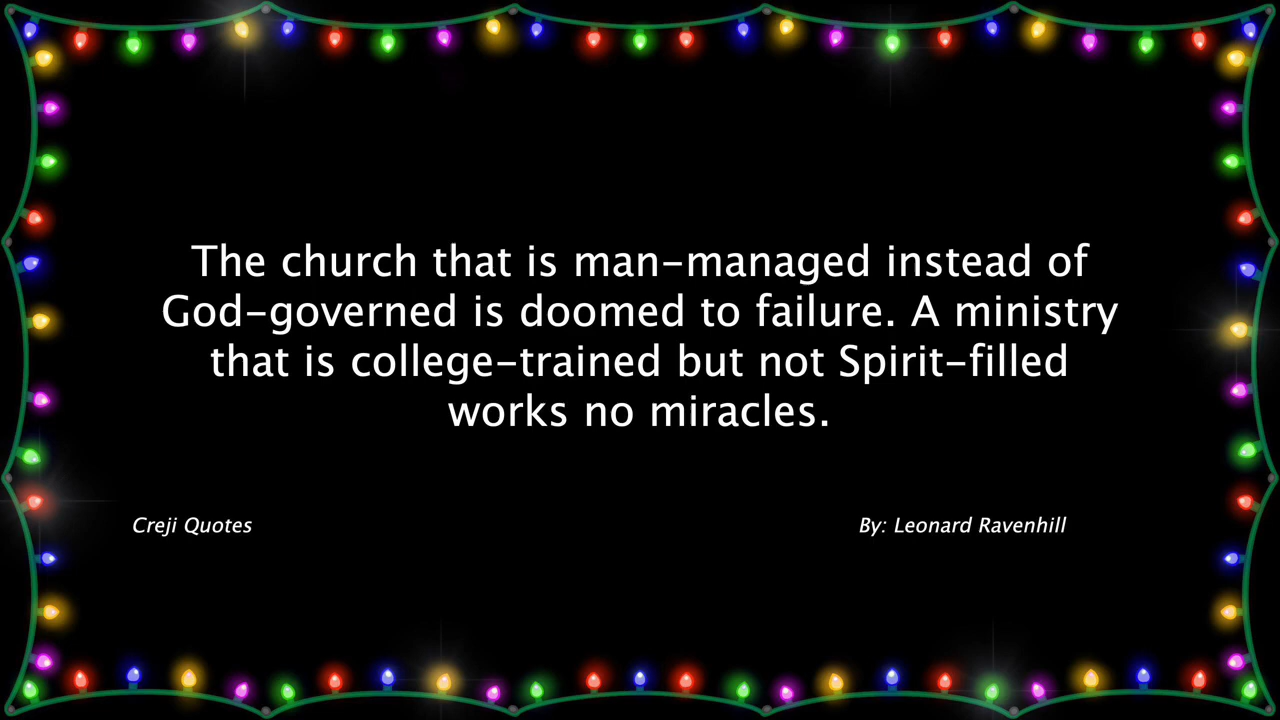 The church that is man-managed instead of
God-governed is doomed to failure. A ministry
that is college-trained but not Spirit-filled
works no miracles.
Creji Quotes
By: Leonard Ravenhill